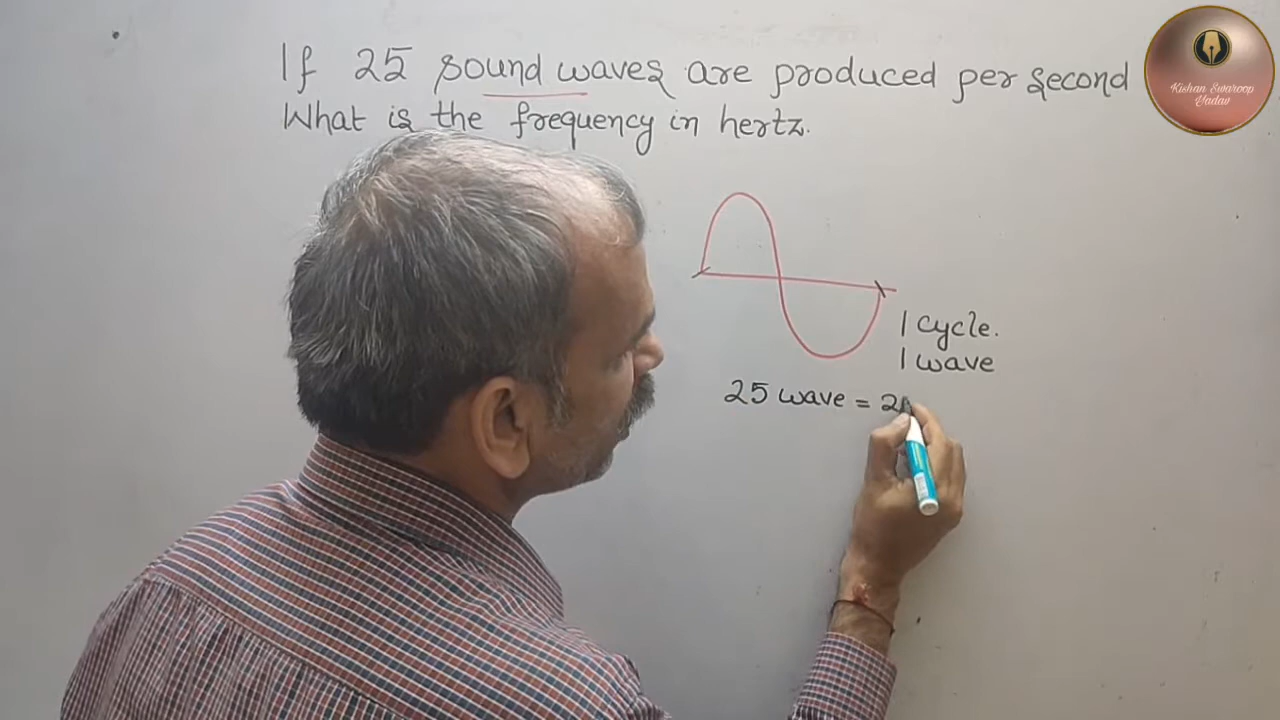 If 25 sound waves are produced per second
What is the frequency in hertz.
Kishan Swaroop
Yadav
1 cycle.
1 wave
25 wave = 2